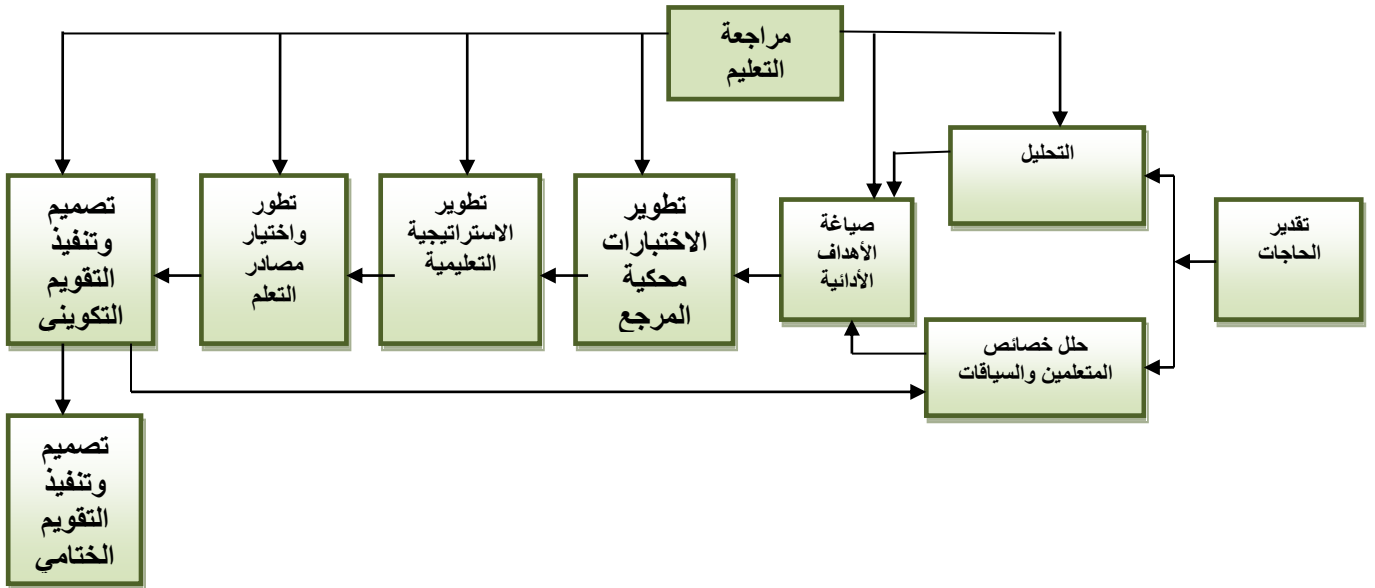 مراجعة
التعليم
التحليل
تقدير
الحاجات
حلل خصائص
المتعلمين والسياقات
صياغة
الأهداف
الأدائية
تطوير
الاختبارات
محكية
المرجع
تطوير
الاستراتيجية
التعليمية
تطور
واختيار
مصادر
التعلم
تصميم
وتنفيذ
التقويم
التكوينى
تصميم
وتنفيذ
التقويم
الختامي